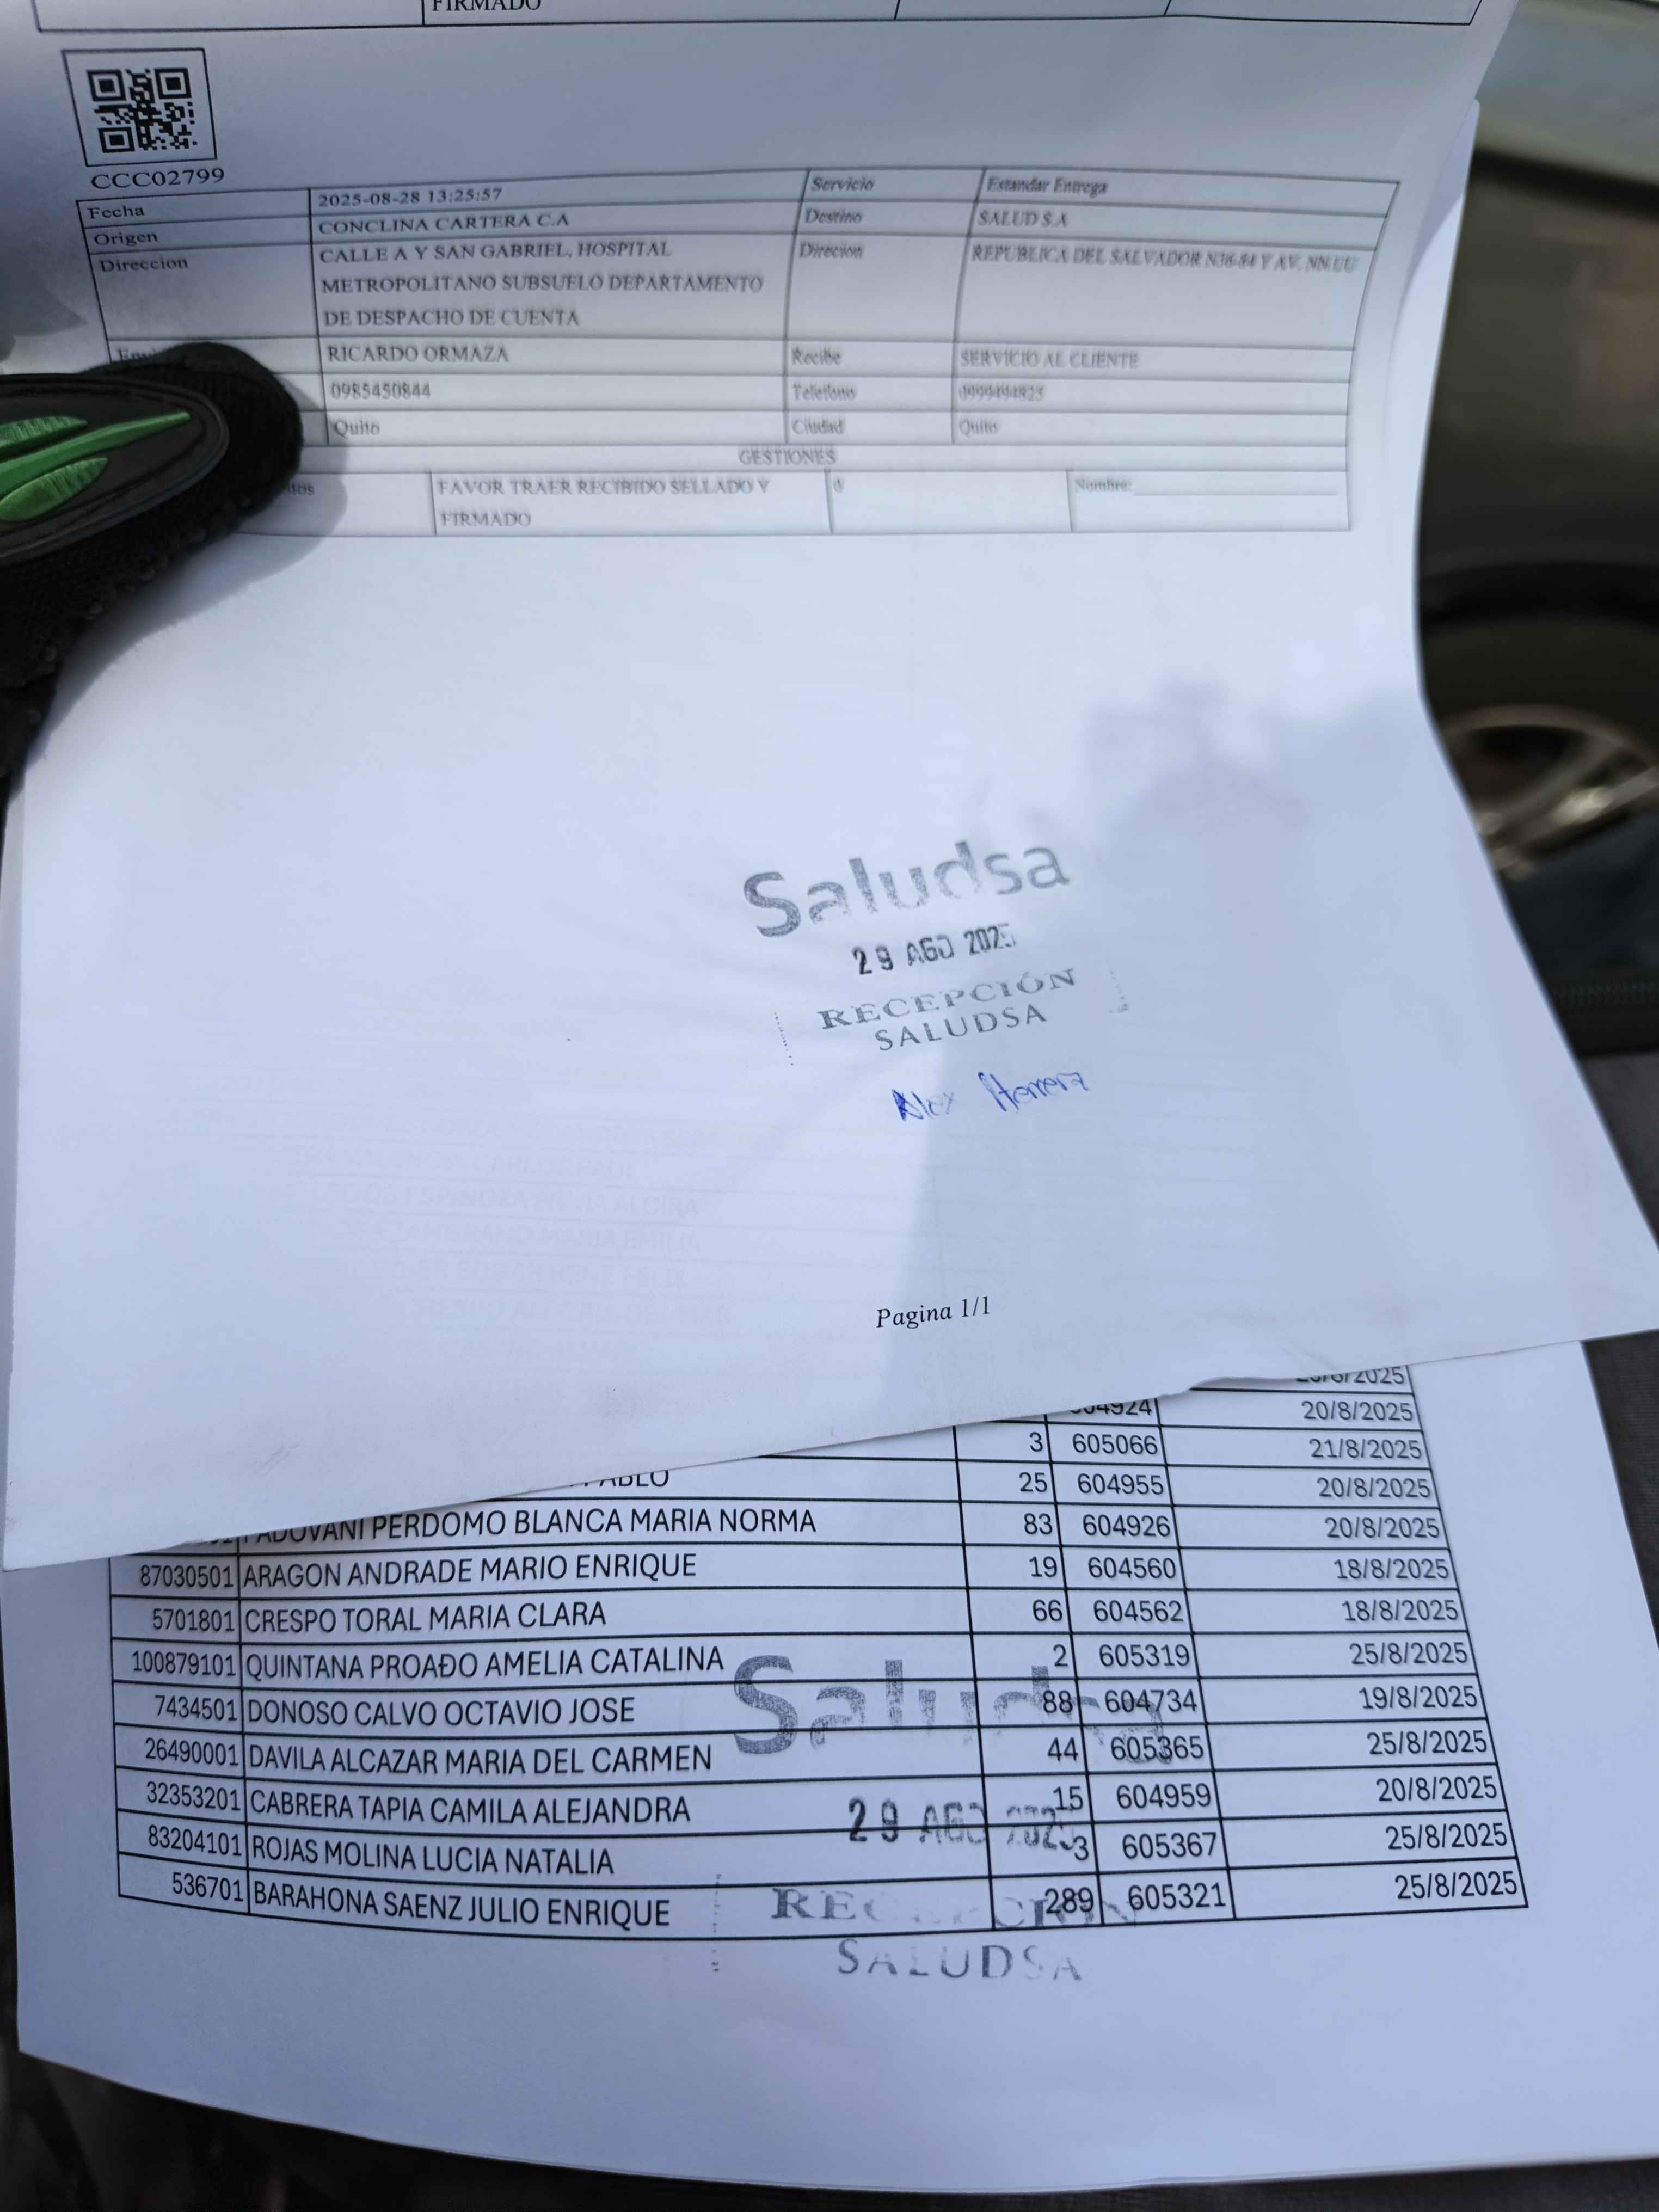 FIRMADO
CCC02799
Fecha 2025-08-28 13:25:57 Servicio Estandar Entrega
Origen CONCLINA CARTERA C.A Destino SALUD S.A
Direccion CALLE A Y SAN GABRIEL, HOSPITAL METROPOLITANO SUBSUELO DEPARTAMENTO DE DESPACHO DE CUENTA Direccion REPUBLICA DEL SALVADOR N36-84 Y AV. NN.UU
RICARDO ORMAZA Recibe SERVICIO AL CLIENTE
0985450844 Telefono
Quito Ciudad Quito
GESTIONES
FAVOR TRAER RECIBIDO SELLADO Y 0 Nombre:
FIRMADO
Saludsa
29 AGO 2025
RECEPCIÓN
SALUDSA
Alex Herrera
Pagina 1/1
20/8/2025
3 605066 21/8/2025
25 604955 20/8/2025
PADOVANI PERDOMO BLANCA MARIA NORMA 83 604926 20/8/2025
87030501 ARAGON ANDRADE MARIO ENRIQUE 19 604560 18/8/2025
5701801 CRESPO TORAL MARIA CLARA 66 604562 18/8/2025
100879101 QUINTANA PROAÐO AMELIA CATALINA 2 605319 25/8/2025
7434501 DONOSO CALVO OCTAVIO JOSE 88 604734 19/8/2025
26490001 DAVILA ALCAZAR MARIA DEL CARMEN 44 605365 25/8/2025
32353201 CABRERA TAPIA CAMILA ALEJANDRA 15 604959 20/8/2025
83204101 ROJAS MOLINA LUCIA NATALIA 3 605367 25/8/2025
536701 BARAHONA SAENZ JULIO ENRIQUE 289 605321 25/8/2025
Saludsa
29 AGO 2025
RECEPCIÓN
SALUDSA